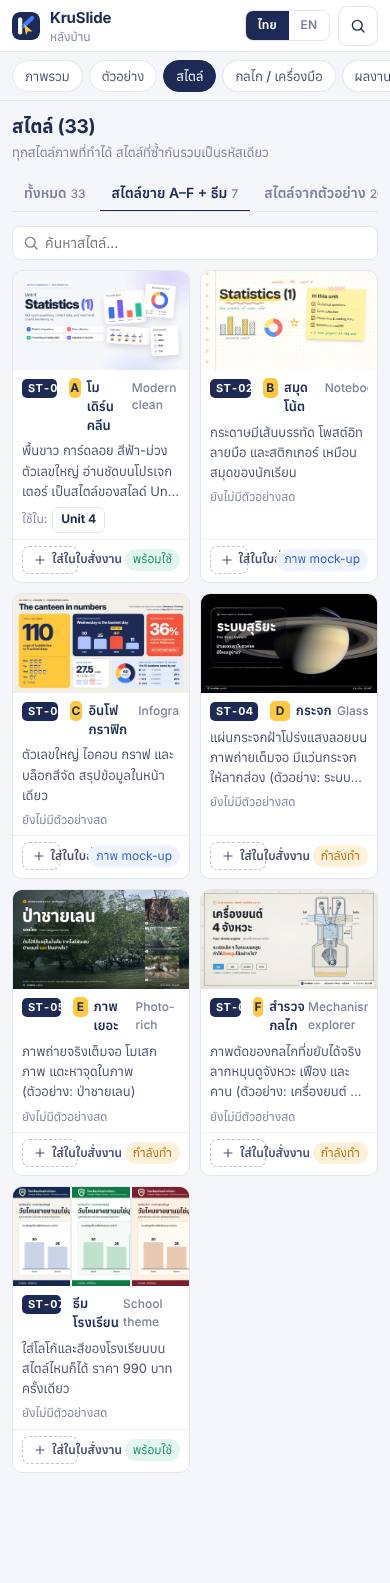 KruSlide
หลังบ้าน
ไทย
EN
ภาพรวม
ตัวอย่าง
สไตล์
กลไก / เครื่องมือ
ผลงาน
สไตล์ (33)
ทุกสไตล์ภาพที่ทำได้ สไตล์ที่ซ้ำกันรวมเป็นรหัสเดียว
ทั้งหมด 33
สไตล์ขาย A–F + ธีม 7
สไตล์จากตัวอย่าง 2
ค้นหาสไตล์...
Unit 4
Statistics (1)
Statistics (1)
In this unit
ST-0
A
โม
เดิร์น
คลีน
Modern
clean
พื้นขาว การ์ดลอย สีฟ้า-ม่วง
ตัวเลขใหญ่ อ่านชัดบนโปรเจก
เตอร์ เป็นสไตล์ของสไลด์ Un...
ใช้ใน:
Unit 4
ใส่ในใบสั่งงาน
พร้อมใช้
ST-02
B
สมุด
โน้ต
Noteboo
กระดาษมีเส้นบรรทัด โพสต์อิท
ลายมือ และสติกเกอร์ เหมือน
สมุดของนักเรียน
ยังไม่มีตัวอย่างสด
ใส่ในใบ
ภาพ mock-up
The canteen in numbers
110
36%
27.5
ระบบสุริยะ
ST-0
C
อินโฟ
กราฟิก
Infogra
ตัวเลขใหญ่ ไอคอน กราฟ และ
บล็อกสีจัด สรุปข้อมูลในหน้า
เดียว
ยังไม่มีตัวอย่างสด
ใส่ในใบ
ภาพ mock-up
ST-04
D
กระจก
Glass
แผ่นกระจกฝ้าโปร่งแสงลอยบน
ภาพถ่ายเต็มจอ มีแว่นกระจก
ให้ลากส่อง (ตัวอย่าง: ระบบ...
ยังไม่มีตัวอย่างสด
ใส่ในใบสั่งงาน
กำลังทำ
ป่าชายเลน
เครื่องยนต์
4 จังหวะ
ST-05
E
ภาพ
เยอะ
Photo-
rich
ภาพถ่ายจริงเต็มจอ โมเสก
ภาพ แตะหาจุดในภาพ
(ตัวอย่าง: ป่าชายเลน)
ยังไม่มีตัวอย่างสด
ใส่ในใบสั่งงาน
กำลังทำ
ST-0
F
สำรวจ
กลไก
Mechanism
explorer
ภาพตัดของกลไกที่ขยับได้จริง
ลากหมุนดูจังหวะ เฟือง และ
คาน (ตัวอย่าง: เครื่องยนต์ ...
ยังไม่มีตัวอย่างสด
ใส่ในใบสั่งงาน
กำลังทำ
ST-07
ธีม
โรงเรียน
School
theme
ใส่โลโก้และสีของโรงเรียนบน
สไตล์ไหนก็ได้ ราคา 990 บาท
ครั้งเดียว
ยังไม่มีตัวอย่างสด
ใส่ในใบสั่งงาน
พร้อมใช้